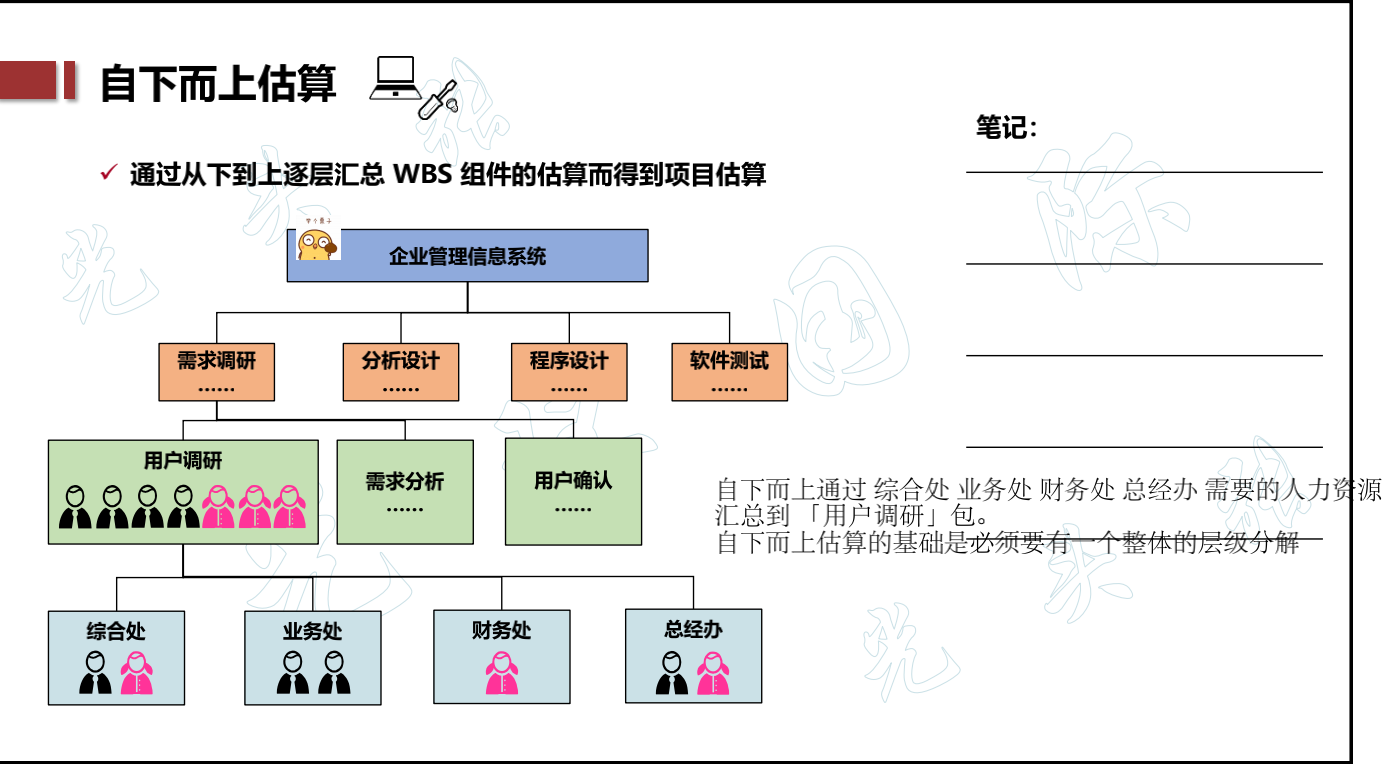 自下而上估算
笔记：
✓ 通过从下到上逐层汇总 WBS 组件的估算而得到项目估算
企业管理信息系统
需求调研
……
分析设计
……
程序设计
……
软件测试
……
用户调研
需求分析
……
用户确认
……
自下而上通过 综合处 业务处 财务处 总经办 需要的人力资源
汇总到 「用户调研」包。
自下而上估算的基础是必须要有一个整体的层级分解
综合处
业务处
财务处
总经办